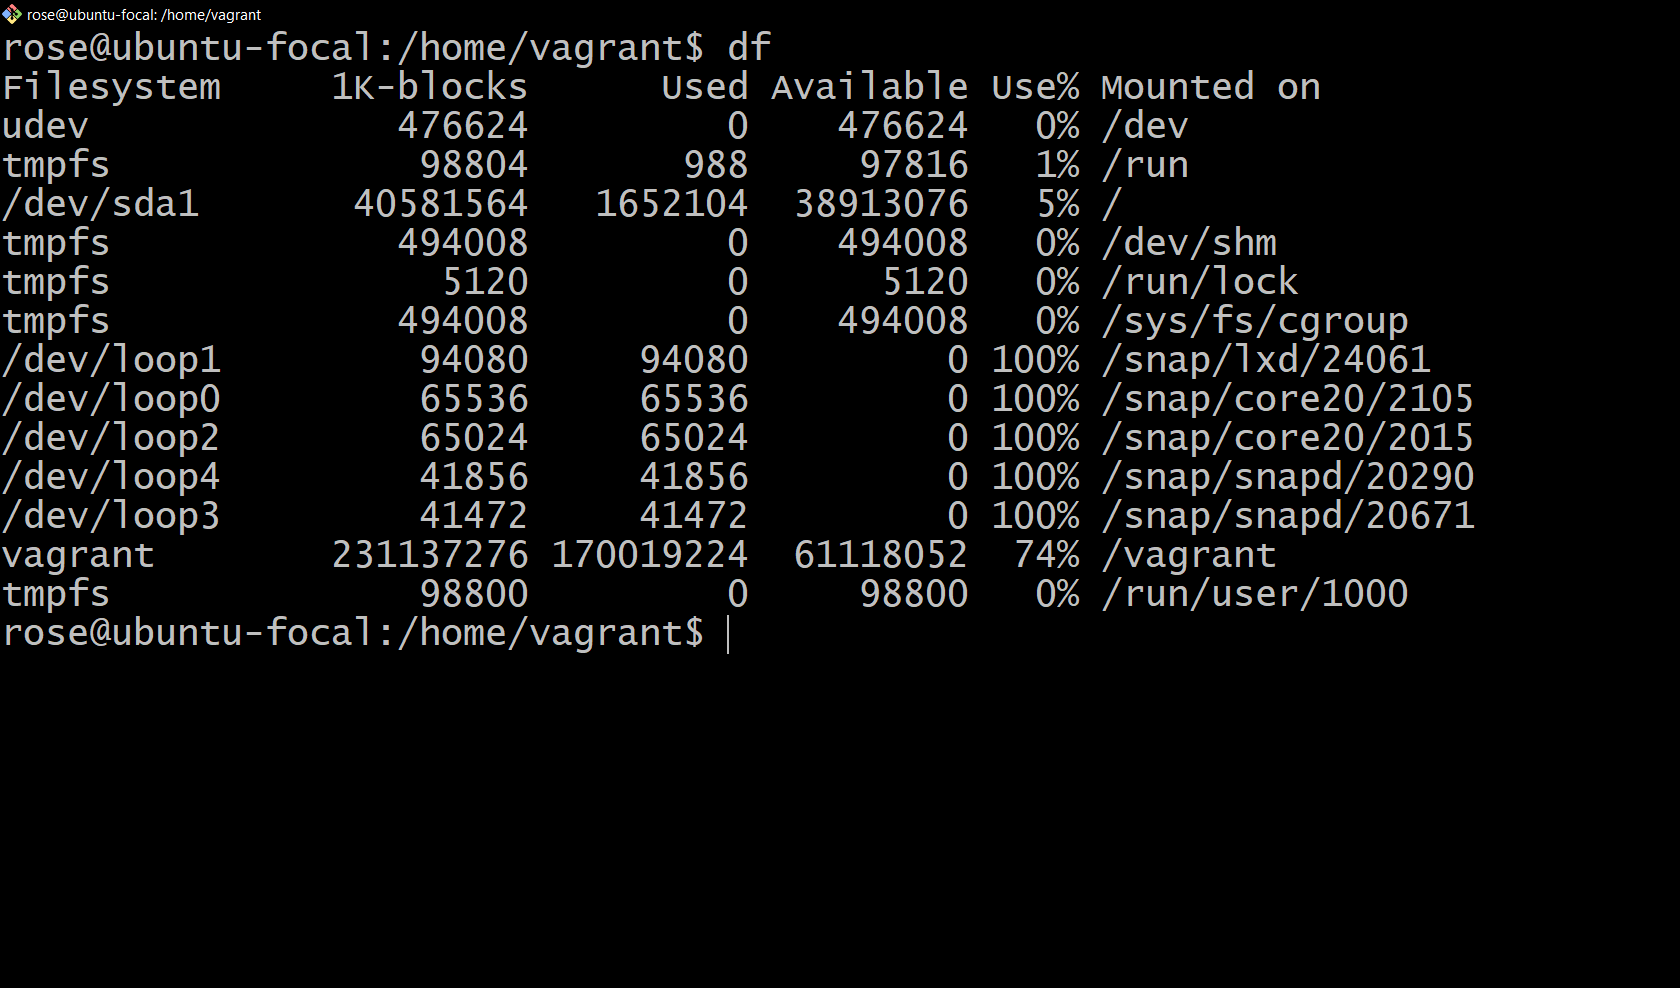 rose@ubuntu-focal: /home/vagrant
rose@ubuntu-focal:/home/vagrant$ df
Filesystem     1K-blocks      Used Available Use% Mounted on
udev              476624         0    476624   0% /dev
tmpfs              98804       988     97816   1% /run
/dev/sda1       40581564   1652104  38913076   5% /
tmpfs             494008         0    494008   0% /dev/shm
tmpfs               5120         0      5120   0% /run/lock
tmpfs             494008         0    494008   0% /sys/fs/cgroup
/dev/loop1         94080     94080         0 100% /snap/lxd/24061
/dev/loop0         65536     65536         0 100% /snap/core20/2105
/dev/loop2         65024     65024         0 100% /snap/core20/2015
/dev/loop4         41856     41856         0 100% /snap/snapd/20290
/dev/loop3         41472     41472         0 100% /snap/snapd/20671
vagrant        231137276 170019224  61118052  74% /vagrant
tmpfs              98800         0     98800   0% /run/user/1000
rose@ubuntu-focal:/home/vagrant$